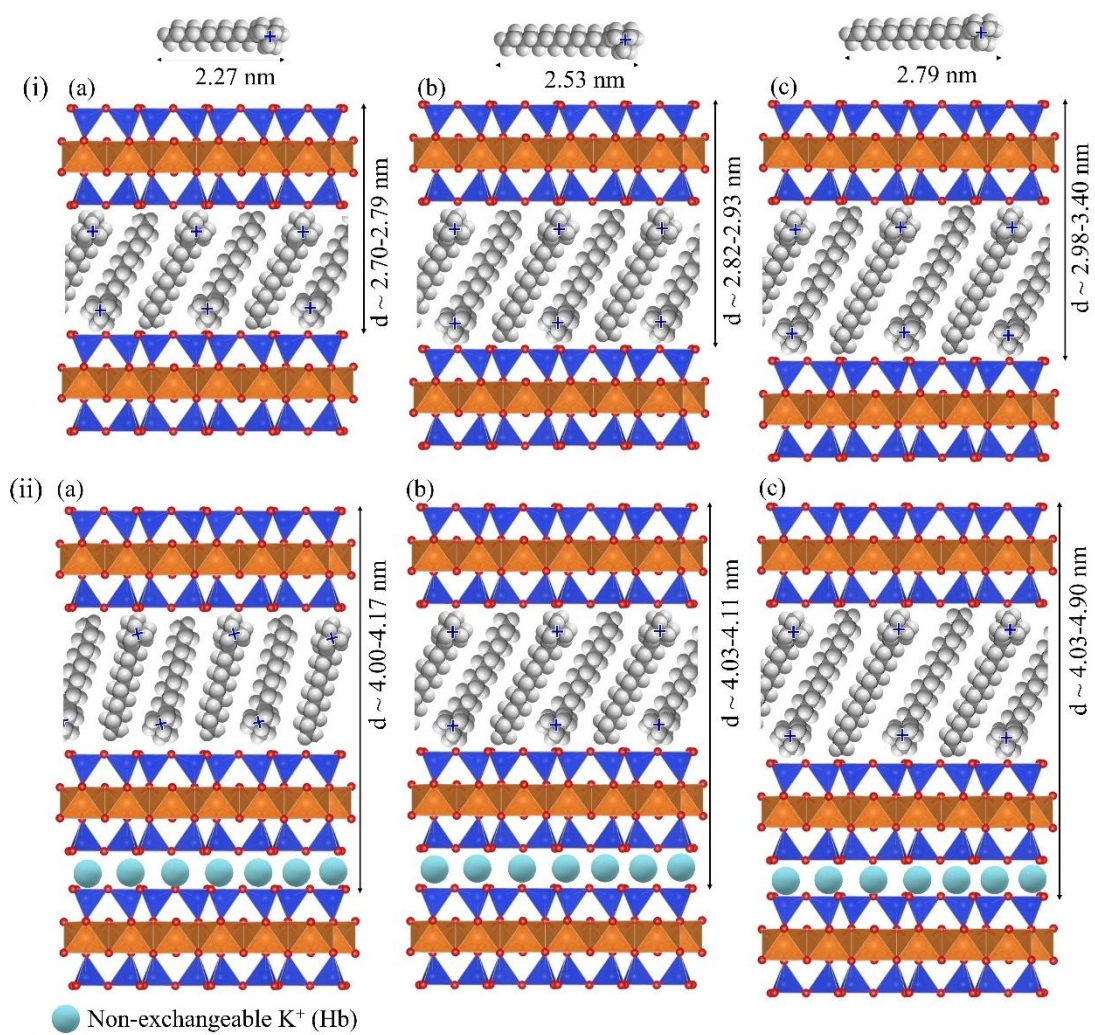 2.27 nm
2.53 nm
2.79 nm
(i) (a)
(b)
(c)
d ~ 2.70-2.79 nm
d ~ 2.82-2.93 nm
d ~ 2.98-3.40 nm
(ii) (a)
(b)
(c)
d ~ 4.00-4.17 nm
d ~ 4.03-4.11 nm
d ~ 4.03-4.90 nm
Non-exchangeable K⁺ (Hb)